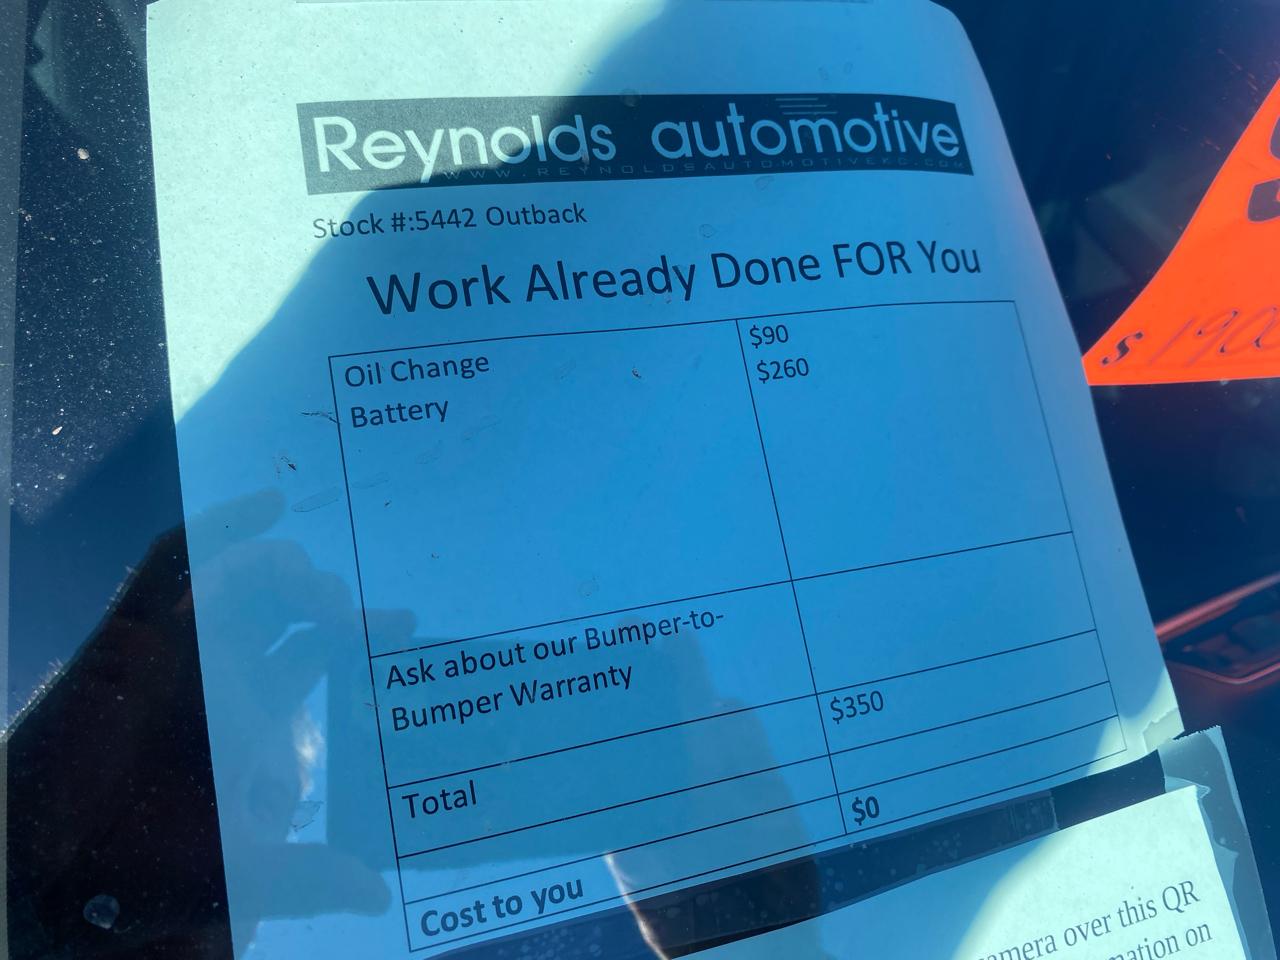 Reynolds automotive
WWW.REYNOLDSAUTOMOTIVEKC.COM
Stock #:5442 Outback
Work Already Done FOR You
Oil Change $90
Battery $260
Ask about our Bumper-to-
Bumper Warranty
Total $350
Cost to you $0
camera over this QR
on